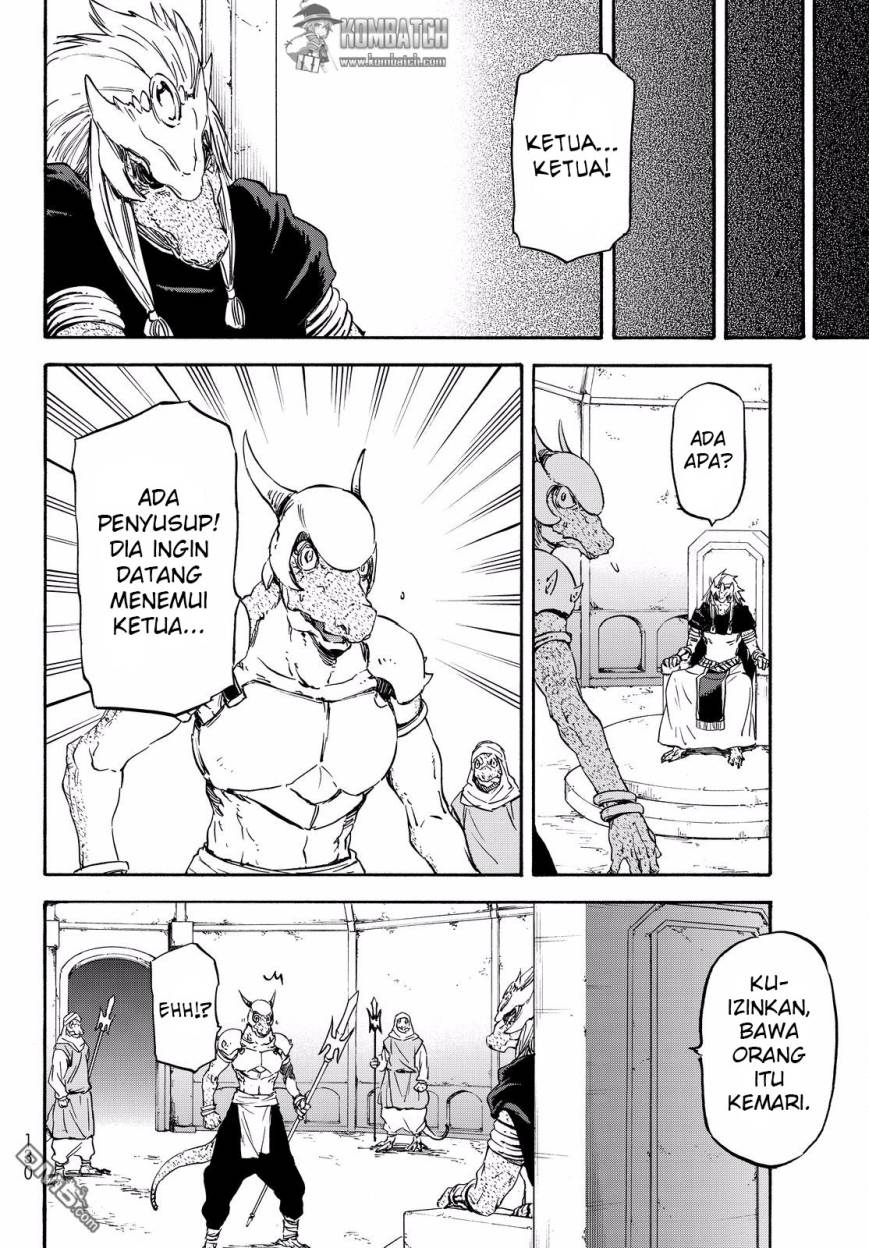 KOMBATCH
www.kombatch.com
KETUA...
KETUA!
ADA
APA?
ADA
PENYUSUP!
DIA INGIN
DATANG
MENEMUI
KETUA...
KU-
IZINKAN,
BAWA
ORANG
ITU
KEMARI.
EHH!?